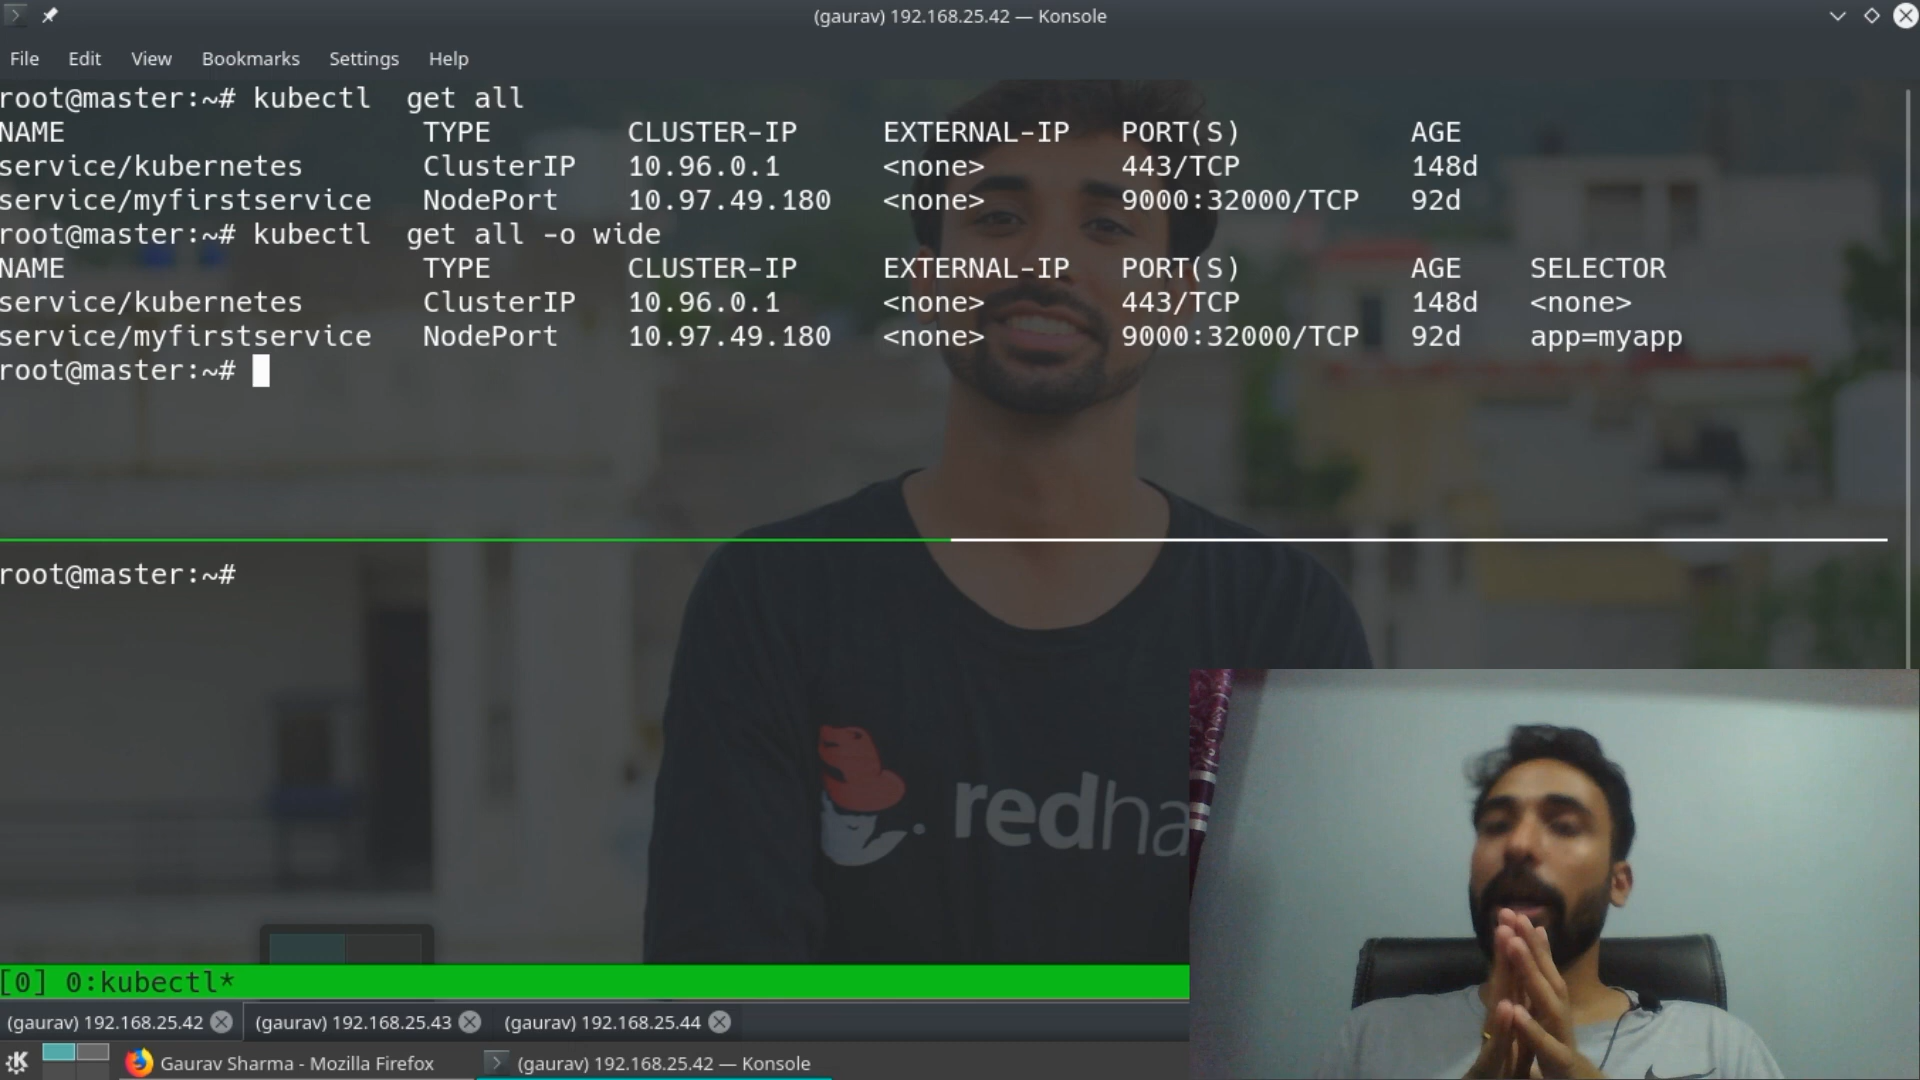 (gaurav) 192.168.25.42 — Konsole
File Edit View Bookmarks Settings Help
root@master:~# kubectl  get all
NAME TYPE CLUSTER-IP EXTERNAL-IP PORT(S) AGE
service/kubernetes ClusterIP 10.96.0.1 <none> 443/TCP 148d
service/myfirstservice NodePort 10.97.49.180 <none> 9000:32000/TCP 92d
root@master:~# kubectl  get all -o wide
NAME TYPE CLUSTER-IP EXTERNAL-IP PORT(S) AGE SELECTOR
service/kubernetes ClusterIP 10.96.0.1 <none> 443/TCP 148d <none>
service/myfirstservice NodePort 10.97.49.180 <none> 9000:32000/TCP 92d app=myapp
root@master:~#
root@master:~#
redha
[0] 0:kubectl*
(gaurav) 192.168.25.42 (gaurav) 192.168.25.43 (gaurav) 192.168.25.44
Gaurav Sharma - Mozilla Firefox (gaurav) 192.168.25.42 — Konsole